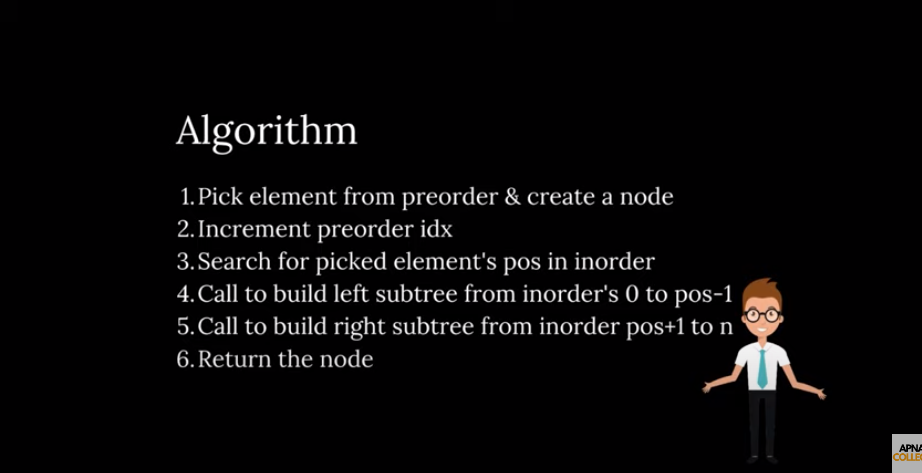 Algorithm
1. Pick element from preorder & create a node
2. Increment preorder idx
3. Search for picked element's pos in inorder
4. Call to build left subtree from inorder's 0 to pos-1
5. Call to build right subtree from inorder pos+1 to n
6. Return the node